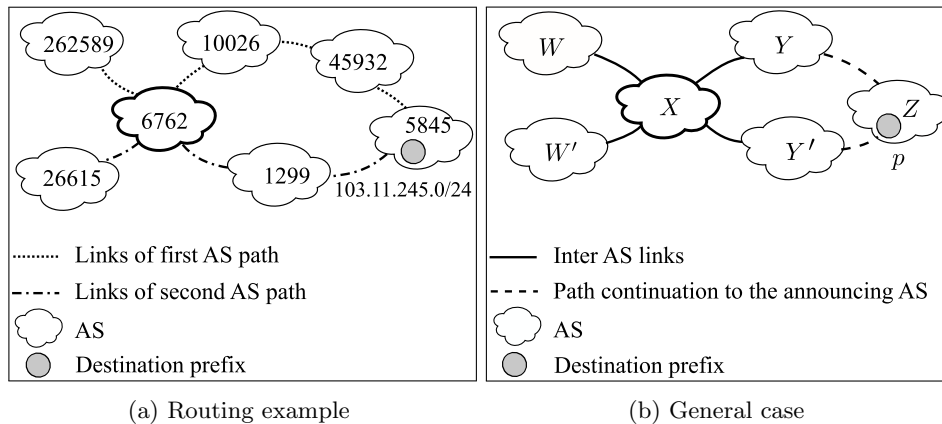 262589
10026
45932
6762
5845
26615
1299
103.11.245.0/24
Links of first AS path
Links of second AS path
AS
Destination prefix
(a) Routing example
W
Y
X
Z
W'
Y'
p
Inter AS links
Path continuation to the announcing AS
AS
Destination prefix
(b) General case